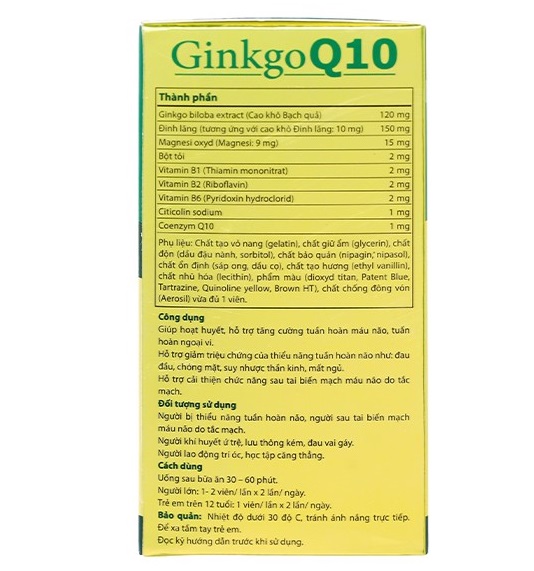 GinkgoQ10
Thành phần
Ginkgo biloba extract (Cao khô Bạch quả) 120 mg
Đinh lăng (tương ứng với cao khô Đinh lăng: 10 mg) 150 mg
Magnesi oxyd (Magnesi: 9 mg) 15 mg
Bột tỏi 2 mg
Vitamin B1 (Thiamin mononitrat) 2 mg
Vitamin B2 (Riboflavin) 2 mg
Vitamin B6 (Pyridoxin hydroclorid) 2 mg
Citicolin sodium 1 mg
Coenzym Q10 1 mg
Phụ liệu: Chất tạo vỏ nang (gelatin), chất giữ ẩm (glycerin), chất
độn (dầu đậu nành, sorbitol), chất bảo quản (nipagin, nipasol),
chất ổn định (sáp ong, dầu cọ), chất tạo hương (ethyl vanillin),
chất nhũ hóa (lecithin), phẩm màu (dioxyd titan, Patent Blue,
Tartrazine, Quinoline yellow, Brown HT), chất chống đông vón
(Aerosil) vừa đủ 1 viên.
Công dụng
Giúp hoạt huyết, hỗ trợ tăng cường tuần hoàn máu não, tuần
hoàn ngoại vi.
Hỗ trợ giảm triệu chứng của thiểu năng tuần hoàn não như: đau
đầu, chóng mặt, suy nhược thần kinh, mất ngủ.
Hỗ trợ cải thiện chức năng sau tai biến mạch máu não do tắc
mạch.
Đối tượng sử dụng
Người bị thiểu năng tuần hoàn não, người sau tai biến mạch
máu não do tắc mạch.
Người khí huyết ứ trệ, lưu thông kém, đau vai gáy.
Người lao động trí óc, học tập căng thẳng.
Cách dùng
Uống sau bữa ăn 30 – 60 phút.
Người lớn: 1- 2 viên/ lần x 2 lần/ ngày.
Trẻ em trên 12 tuổi: 1 viên/ lần x 2 lần/ ngày.
Bảo quản: Nhiệt độ dưới 30 độ C, tránh ánh nắng trực tiếp.
Để xa tầm tay trẻ em.
Đọc kỹ hướng dẫn trước khi sử dụng.